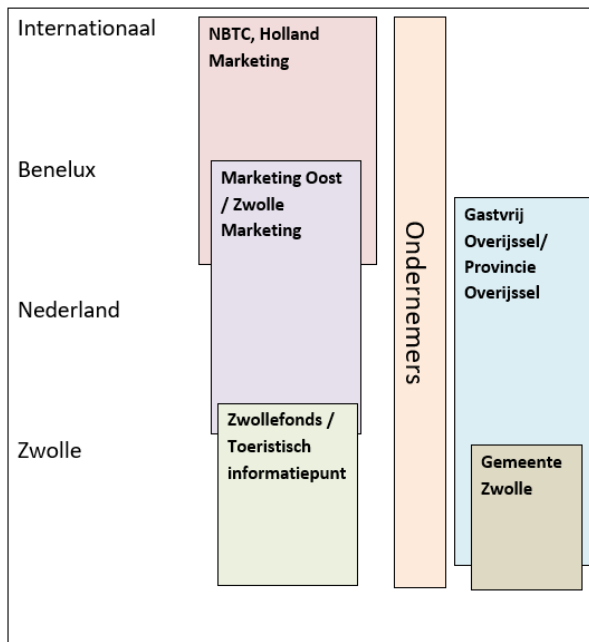 Internationaal
NBTC, Holland
Marketing
Benelux
Marketing Oost
/ Zwolle
Marketing
Ondernemers
Gastvrij
Overijssel/
Provincie
Overijssel
Nederland
Zwollefonds /
Toeristisch
informatiepunt
Zwolle
Gemeente
Zwolle